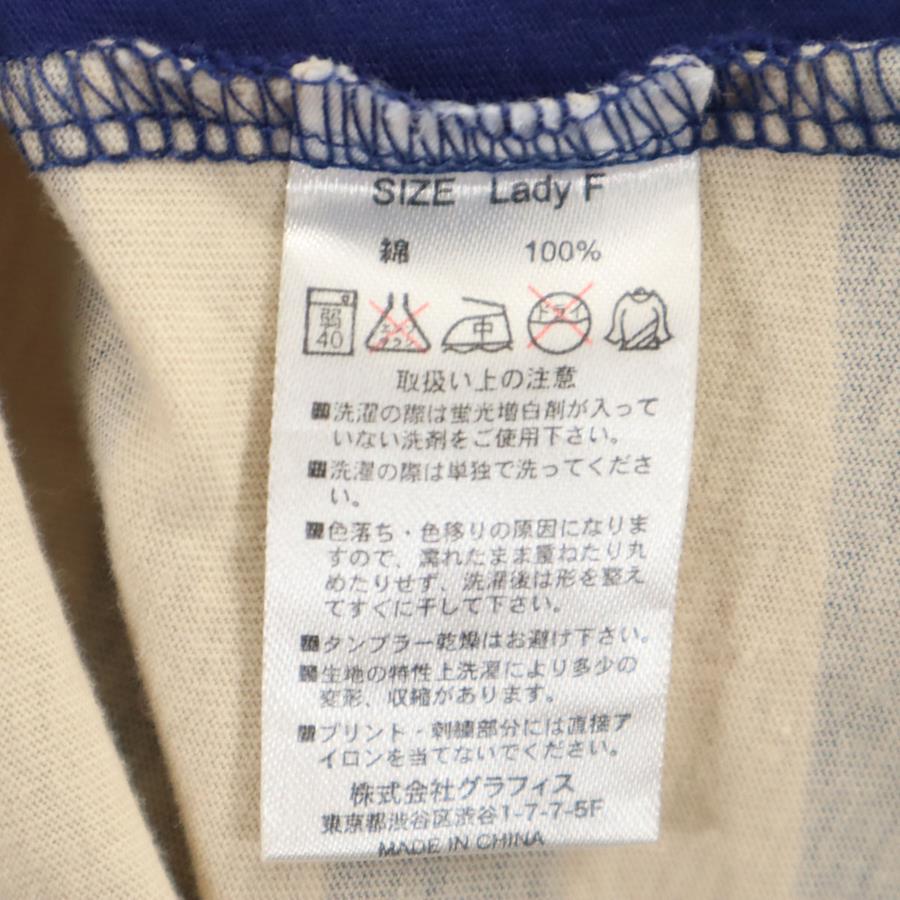 SIZE Lady F
綿 100%
弱 40 エンソ サラシ 中 ドライ
取扱い上の注意
■洗濯の際は蛍光増白剤が入って
いない洗剤をご使用下さい。
■洗濯の際は単独で洗ってくださ
い。
■色落ち・色移りの原因になりま
すので、濡れたまま重ねたり丸
めたりせず、洗濯後は形を整え
てすぐに干して下さい。
■タンブラー乾燥はお避け下さい。
■生地の特性上洗濯により多少の
変形、収縮があります。
■プリント・刺繍部分には直接ア
イロンを当てないでください。
株式会社グラフィス
東京都渋谷区渋谷1-7-7-5F
MADE IN CHINA